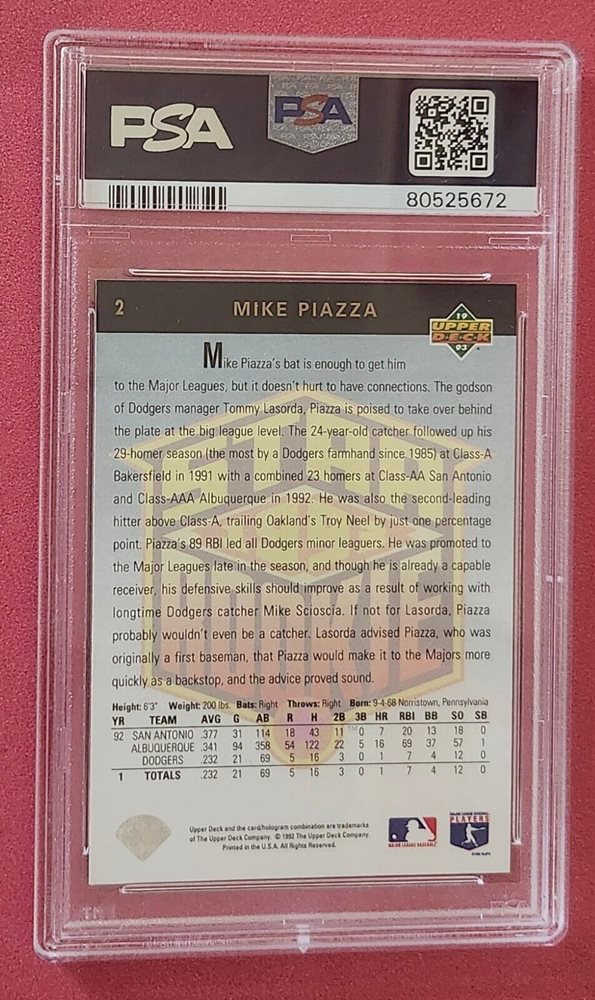 PSA
PSA
80525672
2 MIKE PIAZZA
19
UPPER
DECK
93
Mike Piazza's bat is enough to get him
to the Major Leagues, but it doesn't hurt to have connections. The godson
of Dodgers manager Tommy Lasorda, Piazza is poised to take over behind
the plate at the big league level. The 24-year-old catcher followed up his
29-homer season (the most by a Dodgers farmhand since 1985) at Class-A
Bakersfield in 1991 with a combined 23 homers at Class-AA San Antonio
and Class-AAA Albuquerque in 1992. He was also the second-leading
hitter above Class-A, trailing Oakland's Troy Neel by just one percentage
point. Piazza's 89 RBI led all Dodgers minor leaguers. He was promoted to
the Major Leagues late in the season, and though he is already a capable
receiver, his defensive skills should improve as a result of working with
longtime Dodgers catcher Mike Scioscia. If not for Lasorda, Piazza
probably wouldn't even be a catcher. Lasorda advised Piazza, who was
originally a first baseman, that Piazza would make it to the Majors more
quickly as a backstop, and the advice proved sound.
STAR
ROOKIE
TM
Height: 6'3" Weight: 200 lbs. Bats: Right Throws: Right Born: 9-4-68 Norristown, Pennsylvania
YR TEAM AVG G AB R H 2B 3B HR RBI BB SO SB
92 SAN ANTONIO .377 31 114 18 43 11 0 7 20 13 18 0
ALBUQUERQUE .341 94 358 54 122 22 5 16 69 37 57 1
DODGERS .232 21 69 5 16 3 0 1 7 4 12 0
1 TOTALS .232 21 69 5 16 3 0 1 7 4 12 0
Upper Deck and the card/hologram combination are trademarks
of The Upper Deck Company. © 1992 The Upper Deck Company.
Printed in the U.S.A. All Rights Reserved.
MAJOR LEAGUE BASEBALL
MAJOR LEAGUE BASEBALL
PLAYERS